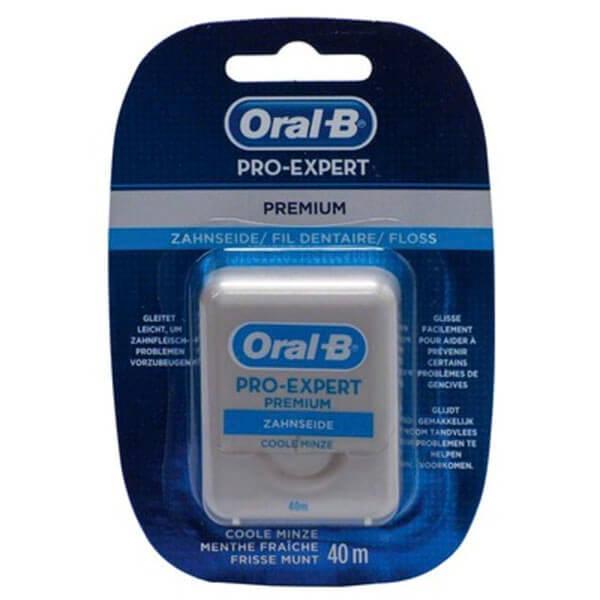 Oral-B®
PRO-EXPERT
PREMIUM
ZAHNSEIDE/ FIL DENTAIRE/ FLOSS
GLEITET
LEICHT, UM
ZAHNFLEISCH-
PROBLEMEN
VORZUBEUGEN
Oral-B®
PRO-EXPERT
PREMIUM
ZAHNSEIDE
COOLE MINZE
40m
GLISSE
FACILEMENT
POUR AIDER À
PRÉVENIR
CERTAINS
PROBLÈMES DE
GENCIVES
GLIJDT
GEMAKKELIJK
OM TANDVLEES
PROBLEMEN TE
HELPEN
VOORKOMEN.
COOLE MINZE
MENTHE FRAÎCHE
FRISSE MUNT
40 m